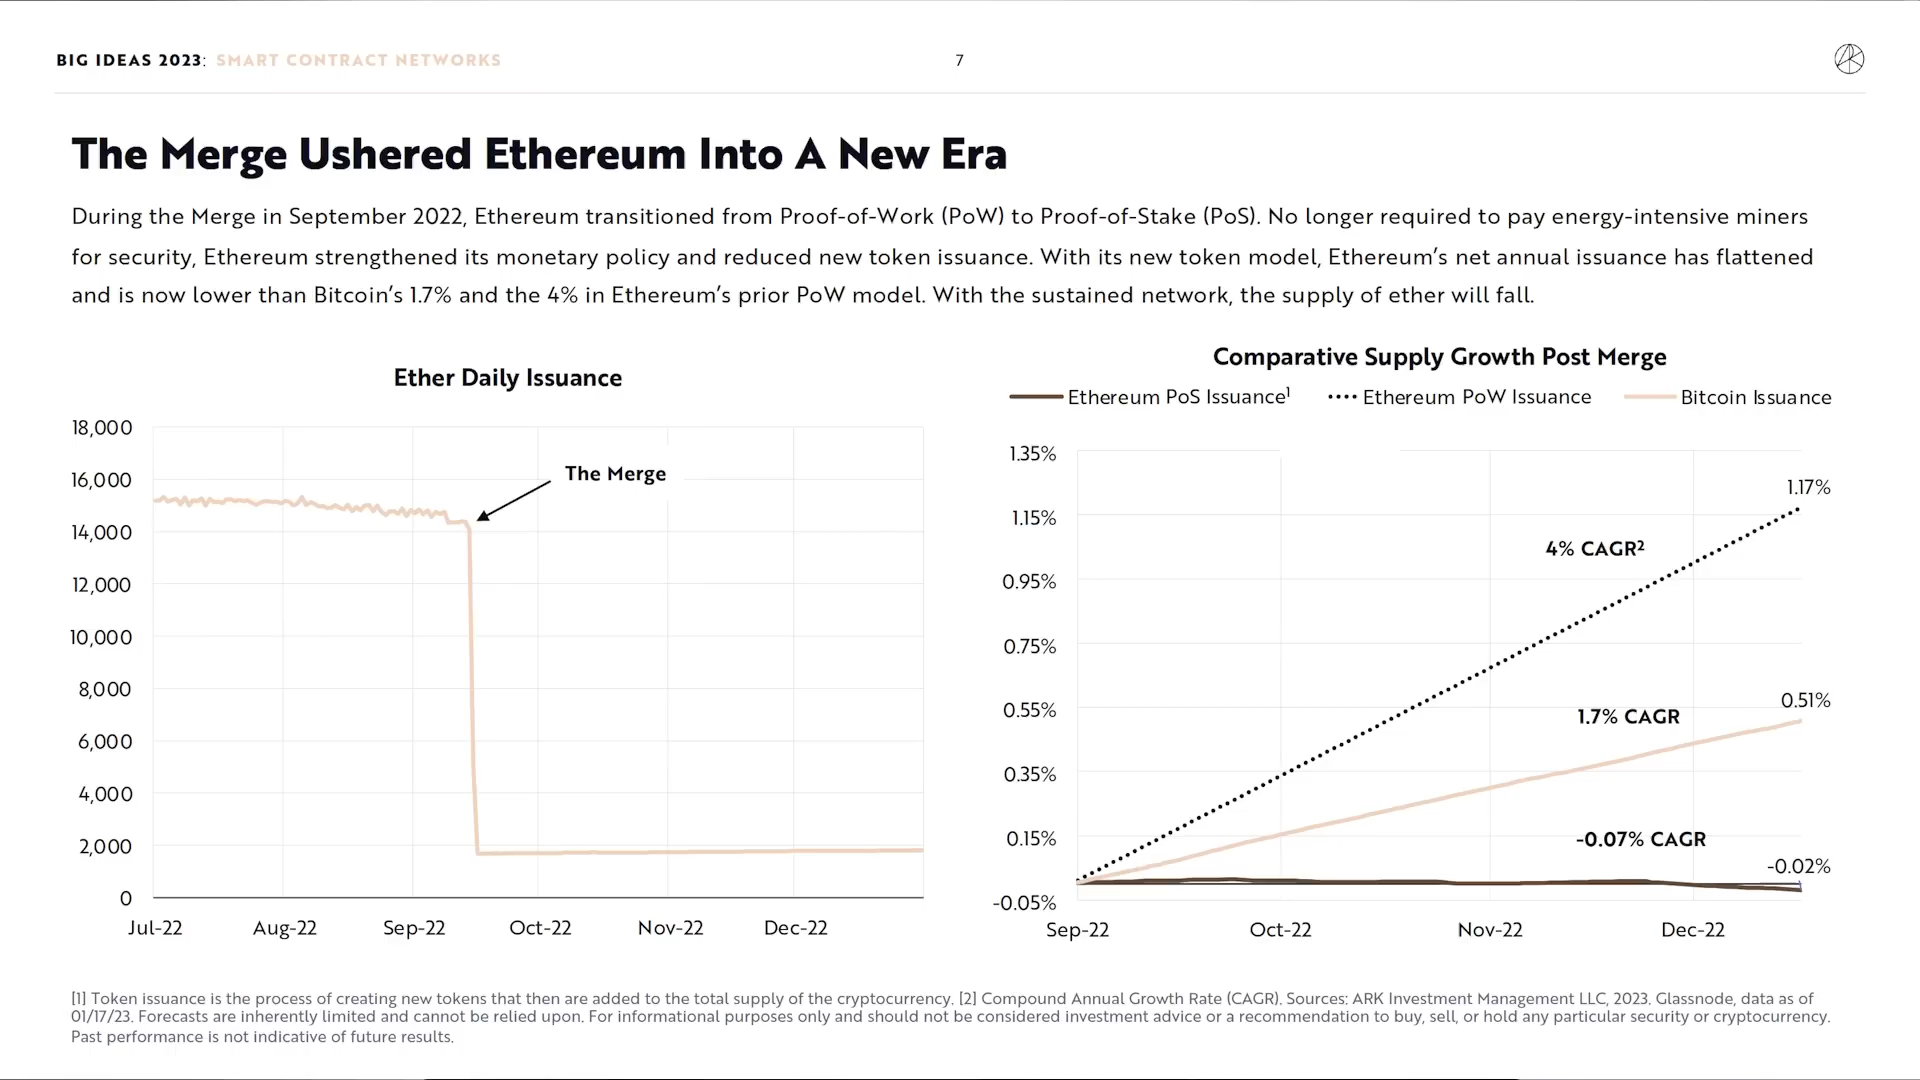 BIG IDEAS 2023: SMART CONTRACT NETWORKS
7
The Merge Ushered Ethereum Into A New Era
During the Merge in September 2022, Ethereum transitioned from Proof-of-Work (PoW) to Proof-of-Stake (PoS). No longer required to pay energy-intensive miners
for security, Ethereum strengthened its monetary policy and reduced new token issuance. With its new token model, Ethereum’s net annual issuance has flattened
and is now lower than Bitcoin’s 1.7% and the 4% in Ethereum’s prior PoW model. With the sustained network, the supply of ether will fall.
Ether Daily Issuance
18,000
16,000
14,000
12,000
10,000
8,000
6,000
4,000
2,000
0
The Merge
Jul-22 Aug-22 Sep-22 Oct-22 Nov-22 Dec-22
Comparative Supply Growth Post Merge
Ethereum PoS Issuance¹ Ethereum PoW Issuance Bitcoin Issuance
1.35%
1.15%
0.95%
0.75%
0.55%
0.35%
0.15%
-0.05%
1.17%
4% CAGR²
0.51%
1.7% CAGR
-0.07% CAGR
-0.02%
Sep-22 Oct-22 Nov-22 Dec-22
[1] Token issuance is the process of creating new tokens that then are added to the total supply of the cryptocurrency. [2] Compound Annual Growth Rate (CAGR). Sources: ARK Investment Management LLC, 2023. Glassnode, data as of
01/17/23. Forecasts are inherently limited and cannot be relied upon. For informational purposes only and should not be considered investment advice or a recommendation to buy, sell, or hold any particular security or cryptocurrency.
Past performance is not indicative of future results.